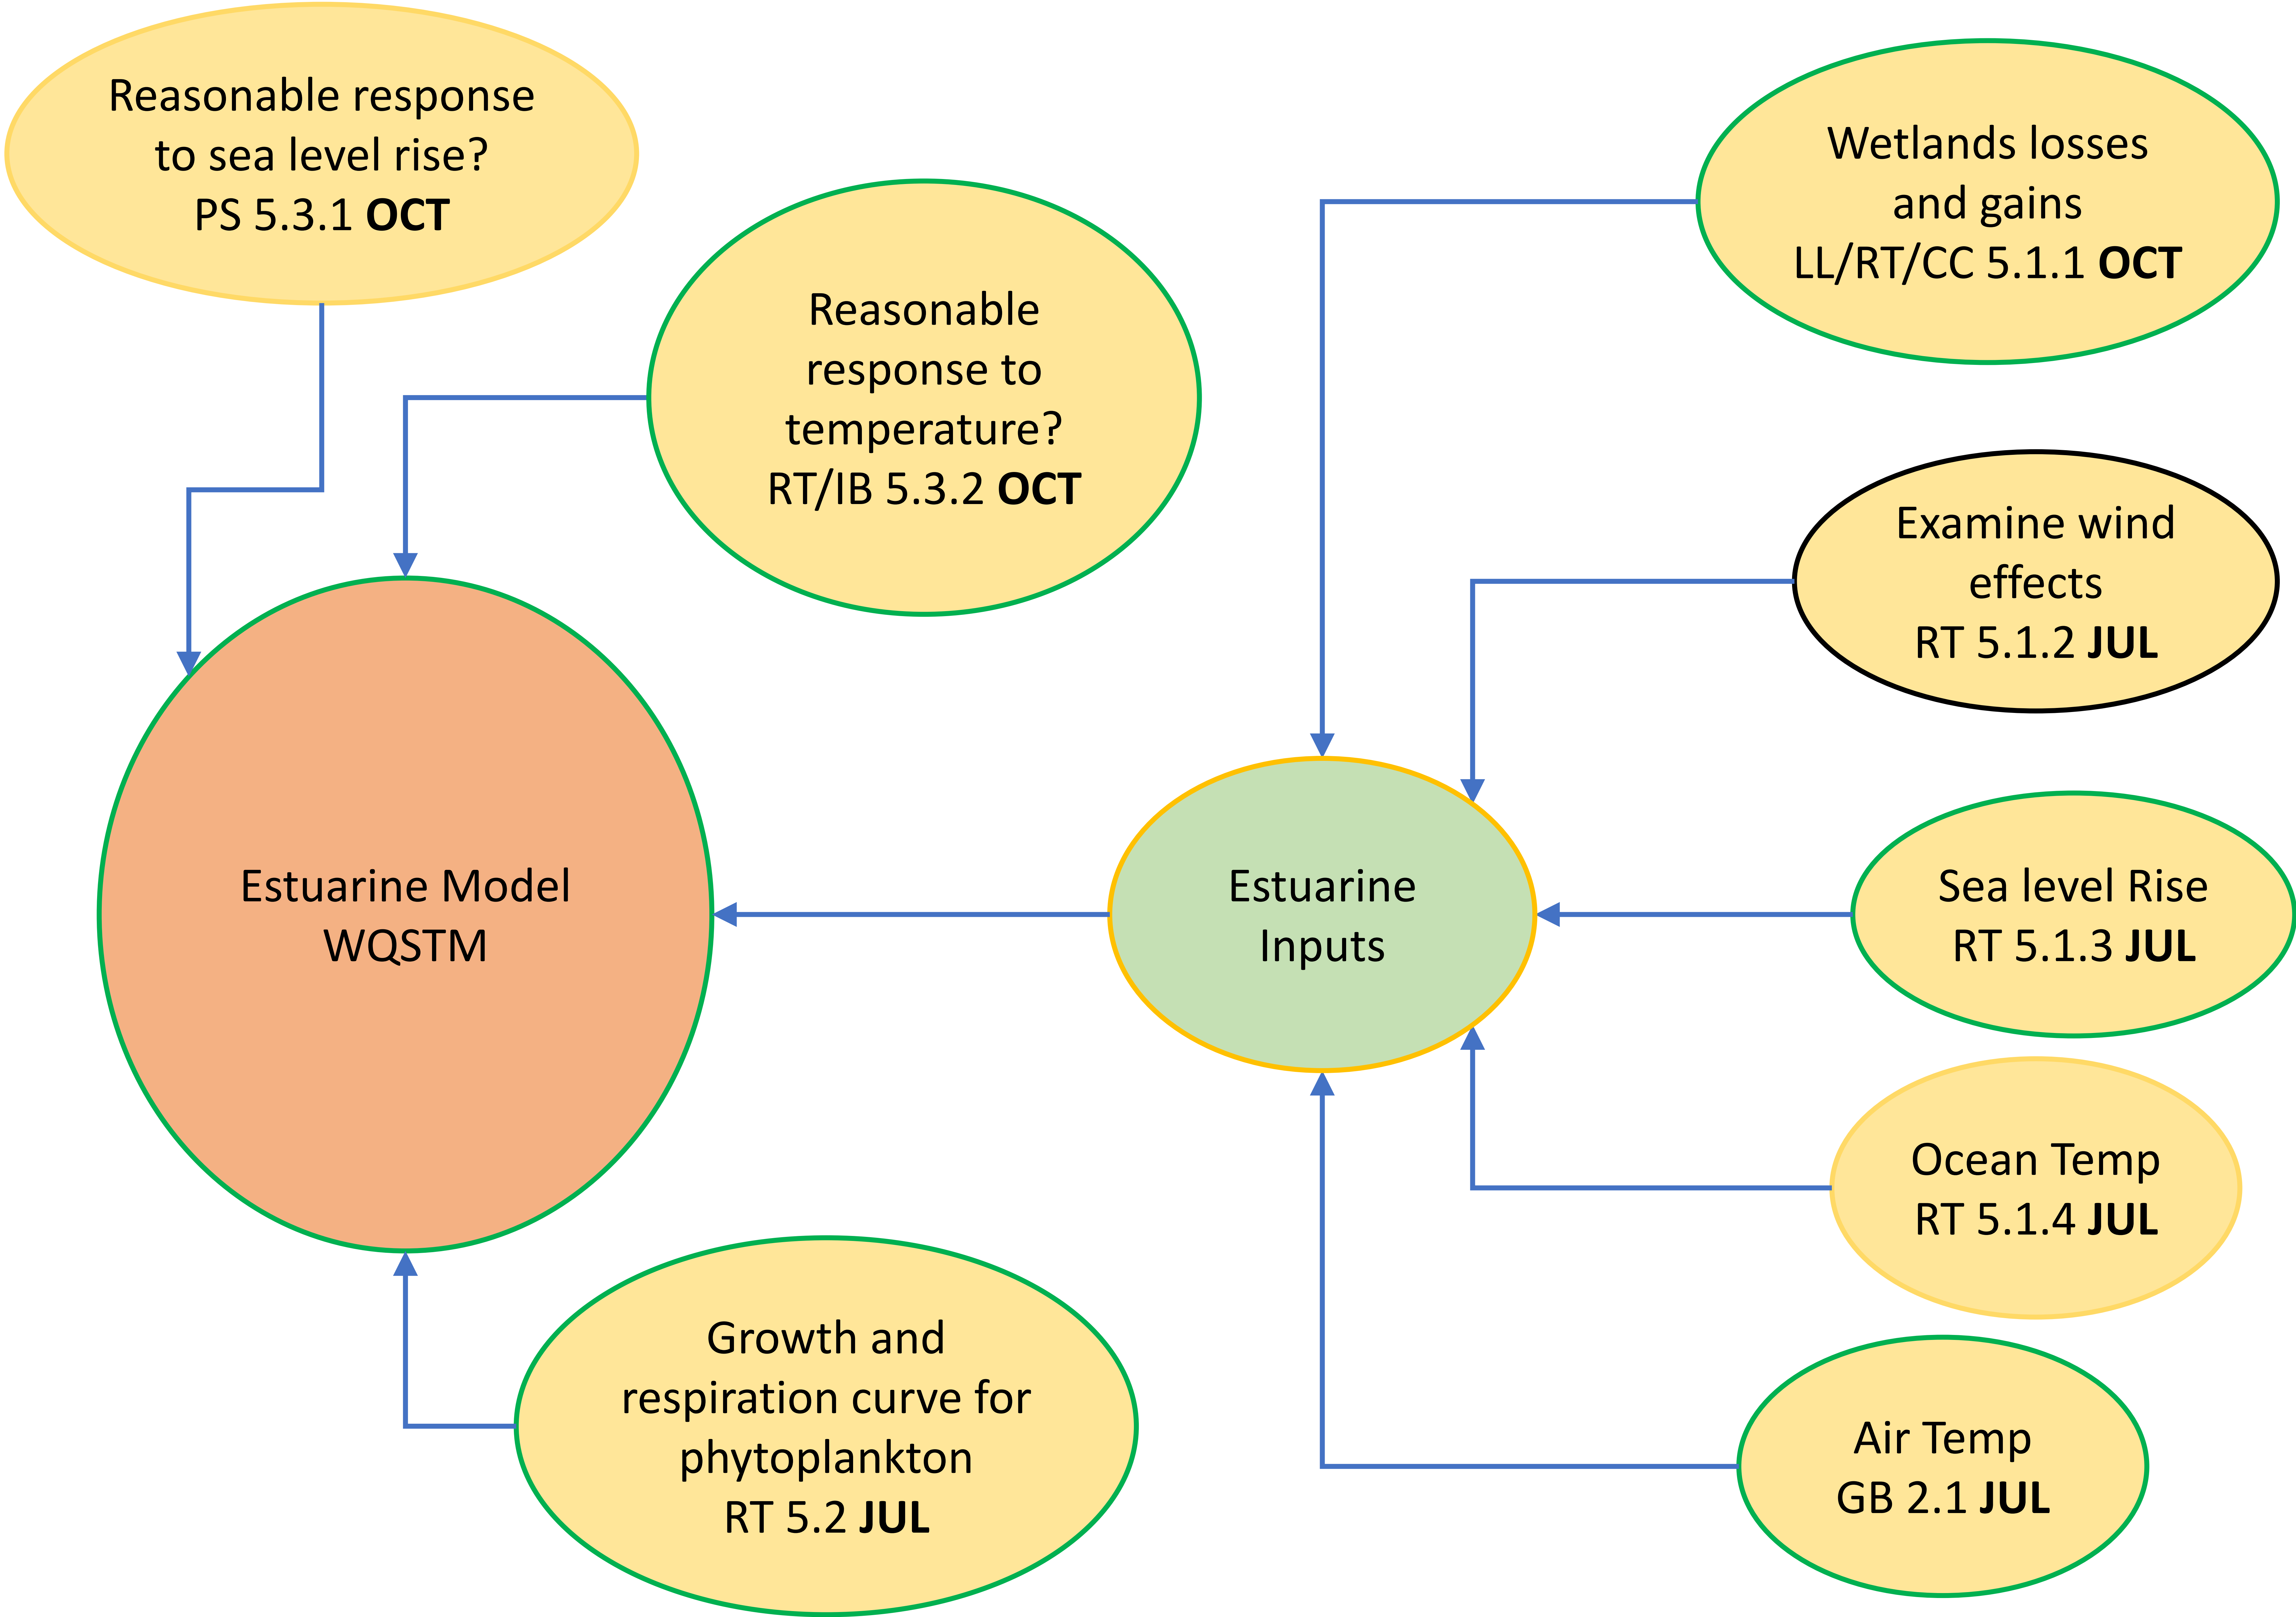 Reasonable response
to sea level rise?
PS 5.3.1 OCT
Reasonable
response to
temperature?
RT/IB 5.3.2 OCT
Wetlands losses
and gains
LL/RT/CC 5.1.1 OCT
Examine wind
effects
RT 5.1.2 JUL
Estuarine Model
WQSTM
Estuarine
Inputs
Sea level Rise
RT 5.1.3 JUL
Ocean Temp
RT 5.1.4 JUL
Growth and
respiration curve for
phytoplankton
RT 5.2 JUL
Air Temp
GB 2.1 JUL